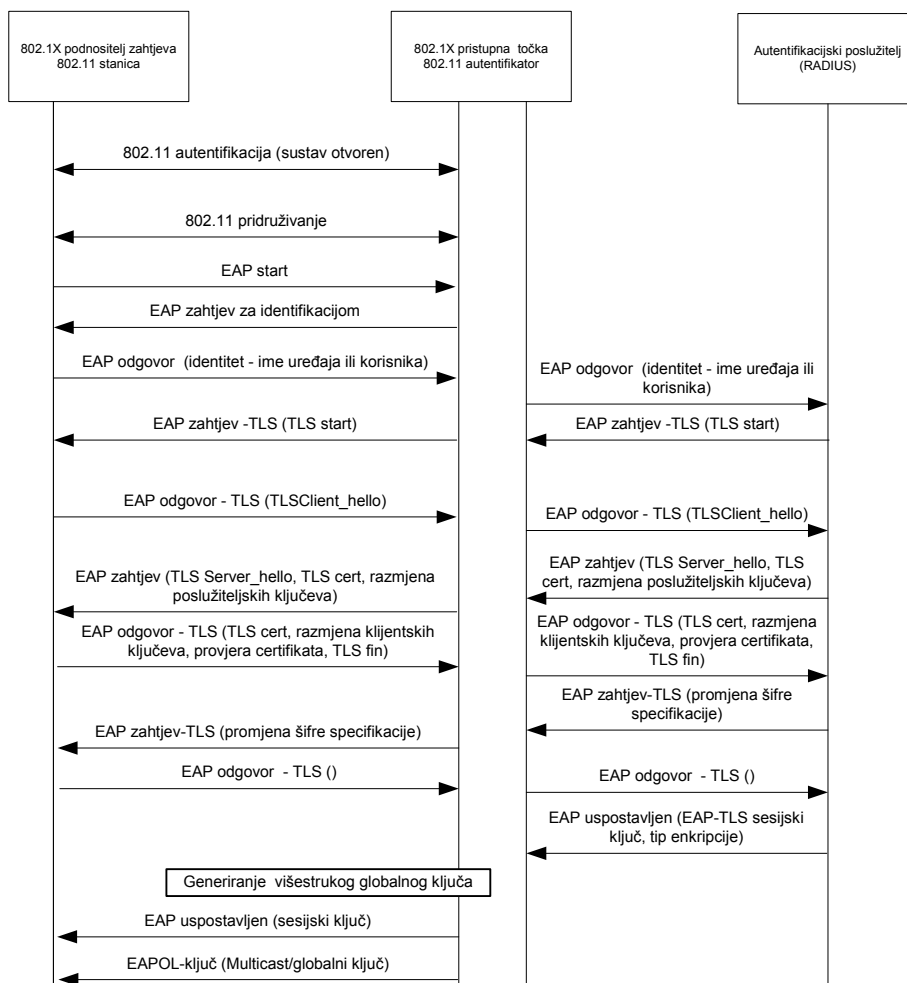 802.1X podnositelj zahtjeva
802.11 stanica
802.1X pristupna točka
802.11 autentifikator
Autentifikacijski poslužitelj
(RADIUS)
802.11 autentifikacija (sustav otvoren)
802.11 pridruživanje
EAP start
EAP zahtjev za identifikacijom
EAP odgovor (identitet - ime uređaja ili korisnika)
EAP odgovor (identitet - ime uređaja ili
korisnika)
EAP zahtjev -TLS (TLS start)
EAP zahtjev -TLS (TLS start)
EAP odgovor - TLS (TLSClient_hello)
EAP odgovor - TLS (TLSClient_hello)
EAP zahtjev (TLS Server_hello, TLS cert, razmjena
poslužiteljskih ključeva)
EAP zahtjev (TLS Server_hello, TLS
cert, razmjena poslužiteljskih
ključeva)
EAP odgovor - TLS (TLS cert, razmjena klijentskih
ključeva, provjera certifikata, TLS fin)
EAP odgovor - TLS (TLS cert, razmjena
klijentskih ključeva, provjera certifikata,
TLS fin)
EAP zahtjev-TLS (promjena šifre
specifikacije)
EAP zahtjev-TLS (promjena šifre specifikacije)
EAP odgovor - TLS ()
EAP odgovor - TLS ()
EAP uspostavljen (EAP-TLS sesijski
ključ, tip enkripcije)
Generiranje višestrukog globalnog ključa
EAP uspostavljen (sesijski ključ)
EAPOL-ključ (Multicast/globalni ključ)